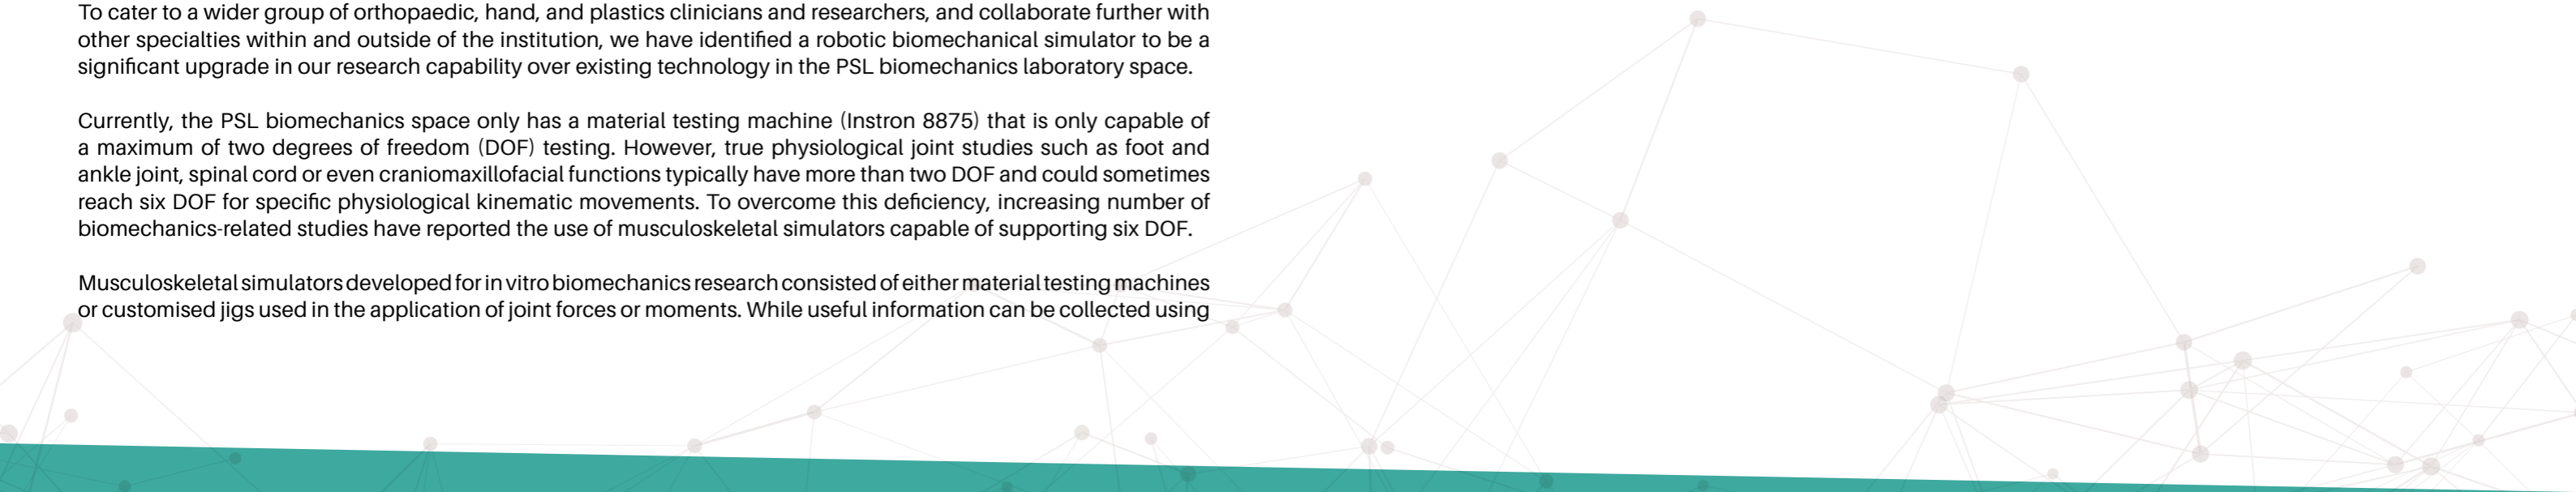 To cater to a wider group of orthopaedic, hand, and plastics clinicians and researchers, and collaborate further with
other specialties within and outside of the institution, we have identified a robotic biomechanical simulator to be a
significant upgrade in our research capability over existing technology in the PSL biomechanics laboratory space.
Currently, the PSL biomechanics space only has a material testing machine (Instron 8875) that is only capable of
a maximum of two degrees of freedom (DOF) testing. However, true physiological joint studies such as foot and
ankle joint, spinal cord or even craniomaxillofacial functions typically have more than two DOF and could sometimes
reach six DOF for specific physiological kinematic movements. To overcome this deficiency, increasing number of
biomechanics-related studies have reported the use of musculoskeletal simulators capable of supporting six DOF.
Musculoskeletal simulators developed for in vitro biomechanics research consisted of either material testing machines
or customised jigs used in the application of joint forces or moments. While useful information can be collected using